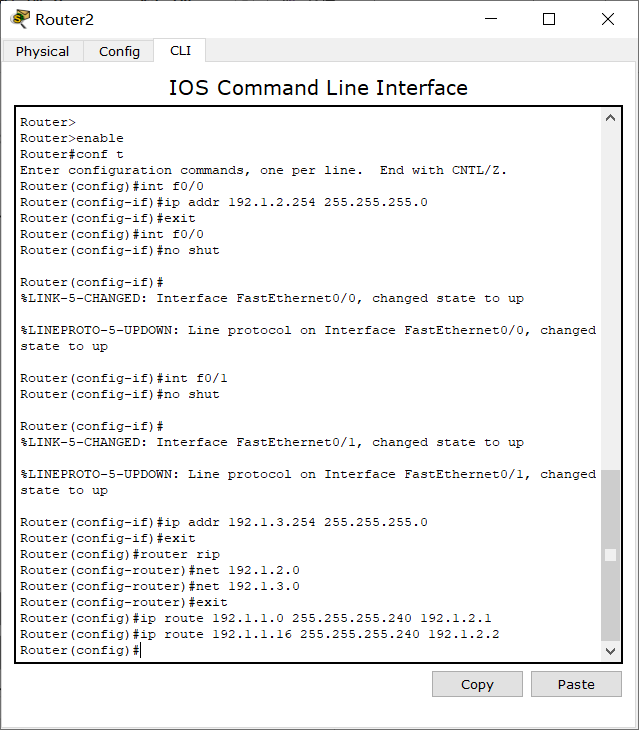 Router2
Physical Config CLI
IOS Command Line Interface
Router>
Router>enable
Router#conf t
Enter configuration commands, one per line.  End with CNTL/Z.
Router(config)#int f0/0
Router(config-if)#ip addr 192.1.2.254 255.255.255.0
Router(config-if)#exit
Router(config)#int f0/0
Router(config-if)#no shut
Router(config-if)#
%LINK-5-CHANGED: Interface FastEthernet0/0, changed state to up
%LINEPROTO-5-UPDOWN: Line protocol on Interface FastEthernet0/0, changed
state to up
Router(config-if)#int f0/1
Router(config-if)#no shut
Router(config-if)#
%LINK-5-CHANGED: Interface FastEthernet0/1, changed state to up
%LINEPROTO-5-UPDOWN: Line protocol on Interface FastEthernet0/1, changed
state to up
Router(config-if)#ip addr 192.1.3.254 255.255.255.0
Router(config-if)#exit
Router(config)#router rip
Router(config-router)#net 192.1.2.0
Router(config-router)#net 192.1.3.0
Router(config-router)#exit
Router(config)#ip route 192.1.1.0 255.255.255.240 192.1.2.1
Router(config)#ip route 192.1.1.16 255.255.255.240 192.1.2.2
Router(config)#
Copy Paste